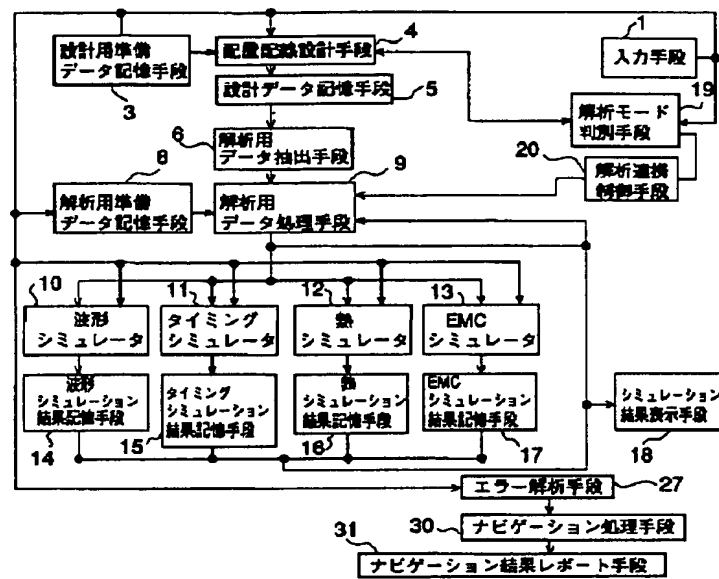 1
入力手段
3
設計用準備
データ記憶手段
4
配置配線設計手段
5
設計データ記憶手段
19
解析モード
判別手段
6
解析用
データ抽出手段
20
解析連携
制御手段
8
解析用準備
データ記憶手段
9
解析用
データ処理手段
10
波形
シミュレータ
11
タイミング
シミュレータ
12
熱
シミュレータ
13
EMC
シミュレータ
波形
シミュレーション
結果記憶手段
14
タイミング
シミュレーション
結果記憶手段
15
熱
シミュレーション
結果記憶手段
16
EMC
シミュレーション
結果記憶手段
17
シミュレーション
結果表示手段
18
エラー解析手段
27
30
ナビゲーション処理手段
31
ナビゲーション結果レポート手段